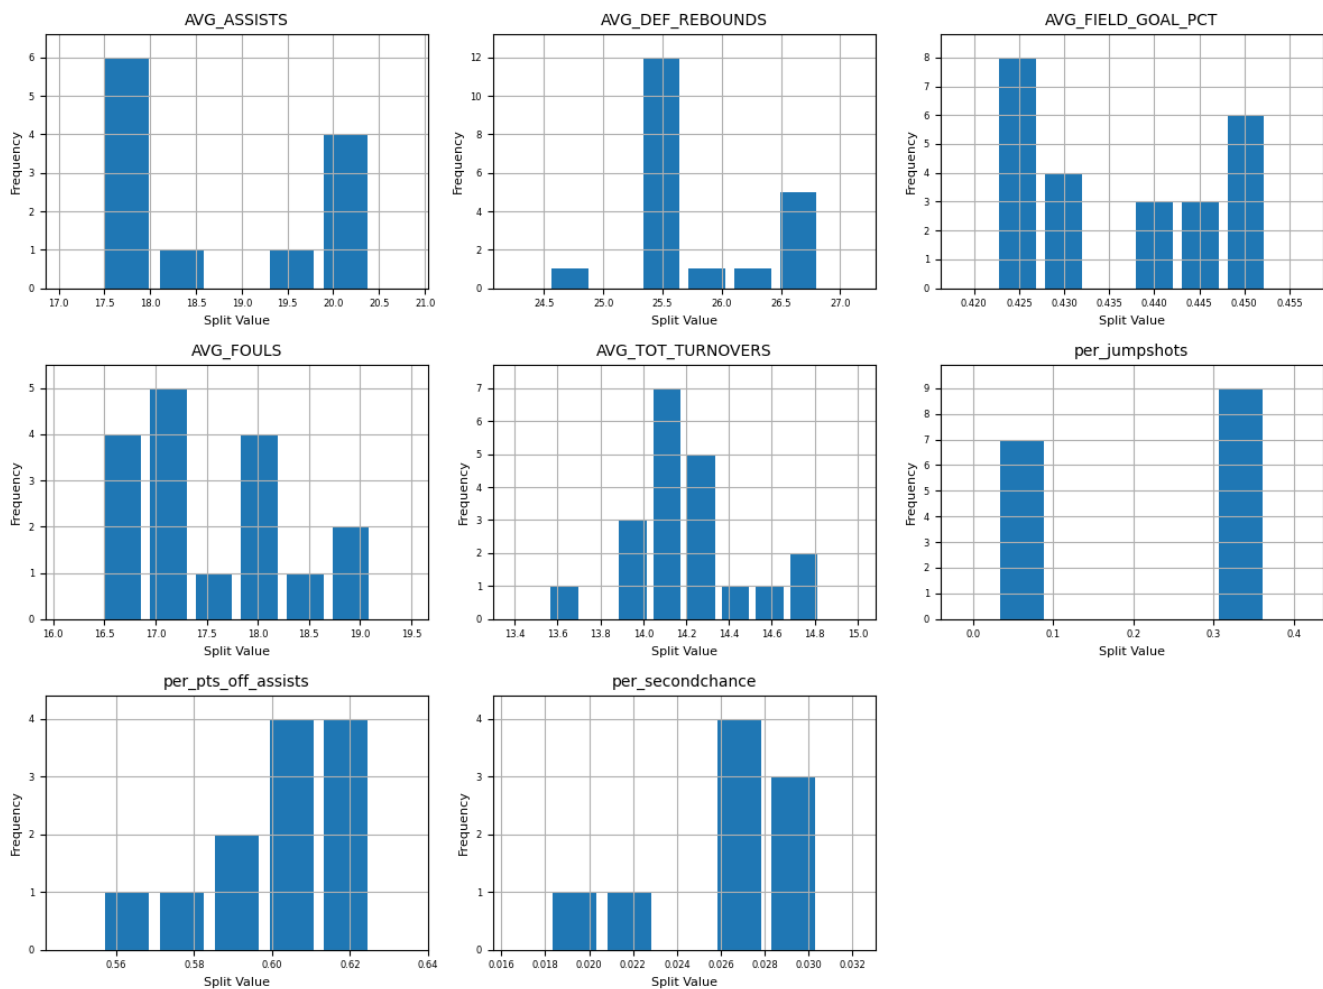 AVG_ASSISTS
6
5
4
3
2
1
0
Frequency
17.0 17.5 18.0 18.5 19.0 19.5 20.0 20.5 21.0
Split Value
AVG_DEF_REBOUNDS
12
10
8
6
4
2
0
Frequency
24.5 25.0 25.5 26.0 26.5 27.0
Split Value
AVG_FIELD_GOAL_PCT
8
7
6
5
4
3
2
1
0
Frequency
0.420 0.425 0.430 0.435 0.440 0.445 0.450 0.455
Split Value
AVG_FOULS
5
4
3
2
1
0
Frequency
16.0 16.5 17.0 17.5 18.0 18.5 19.0 19.5
Split Value
AVG_TOT_TURNOVERS
7
6
5
4
3
2
1
0
Frequency
13.4 13.6 13.8 14.0 14.2 14.4 14.6 14.8 15.0
Split Value
per_jumpshots
9
8
7
6
5
4
3
2
1
0
Frequency
0.0 0.1 0.2 0.3 0.4
Split Value
per_pts_off_assists
4
3
2
1
0
Frequency
0.56 0.58 0.60 0.62 0.64
Split Value
per_secondchance
4
3
2
1
0
Frequency
0.016 0.018 0.020 0.022 0.024 0.026 0.028 0.030 0.032
Split Value